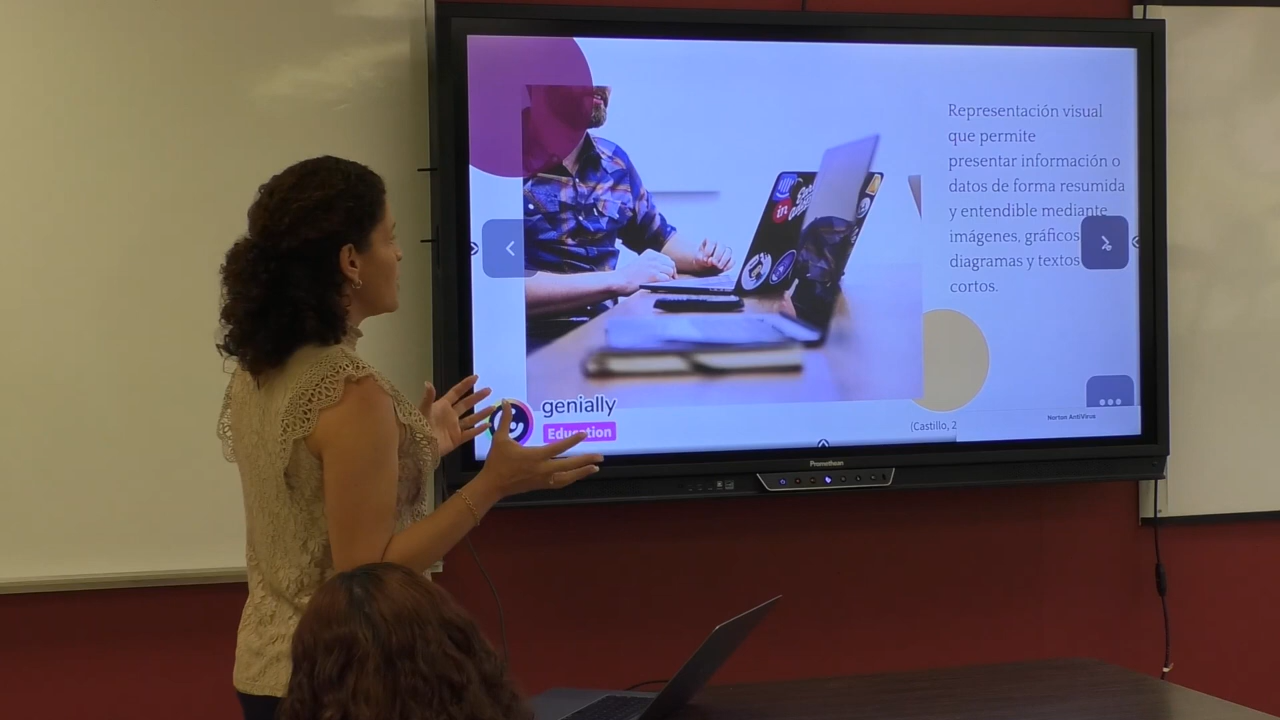 Representación visual
que permite
presentar información o
datos de forma resumida
y entendible mediante
imágenes, gráficos
diagramas y textos
cortos.
in
genially
Education
(Castillo, 2
Norton AntiVirus
Promethean